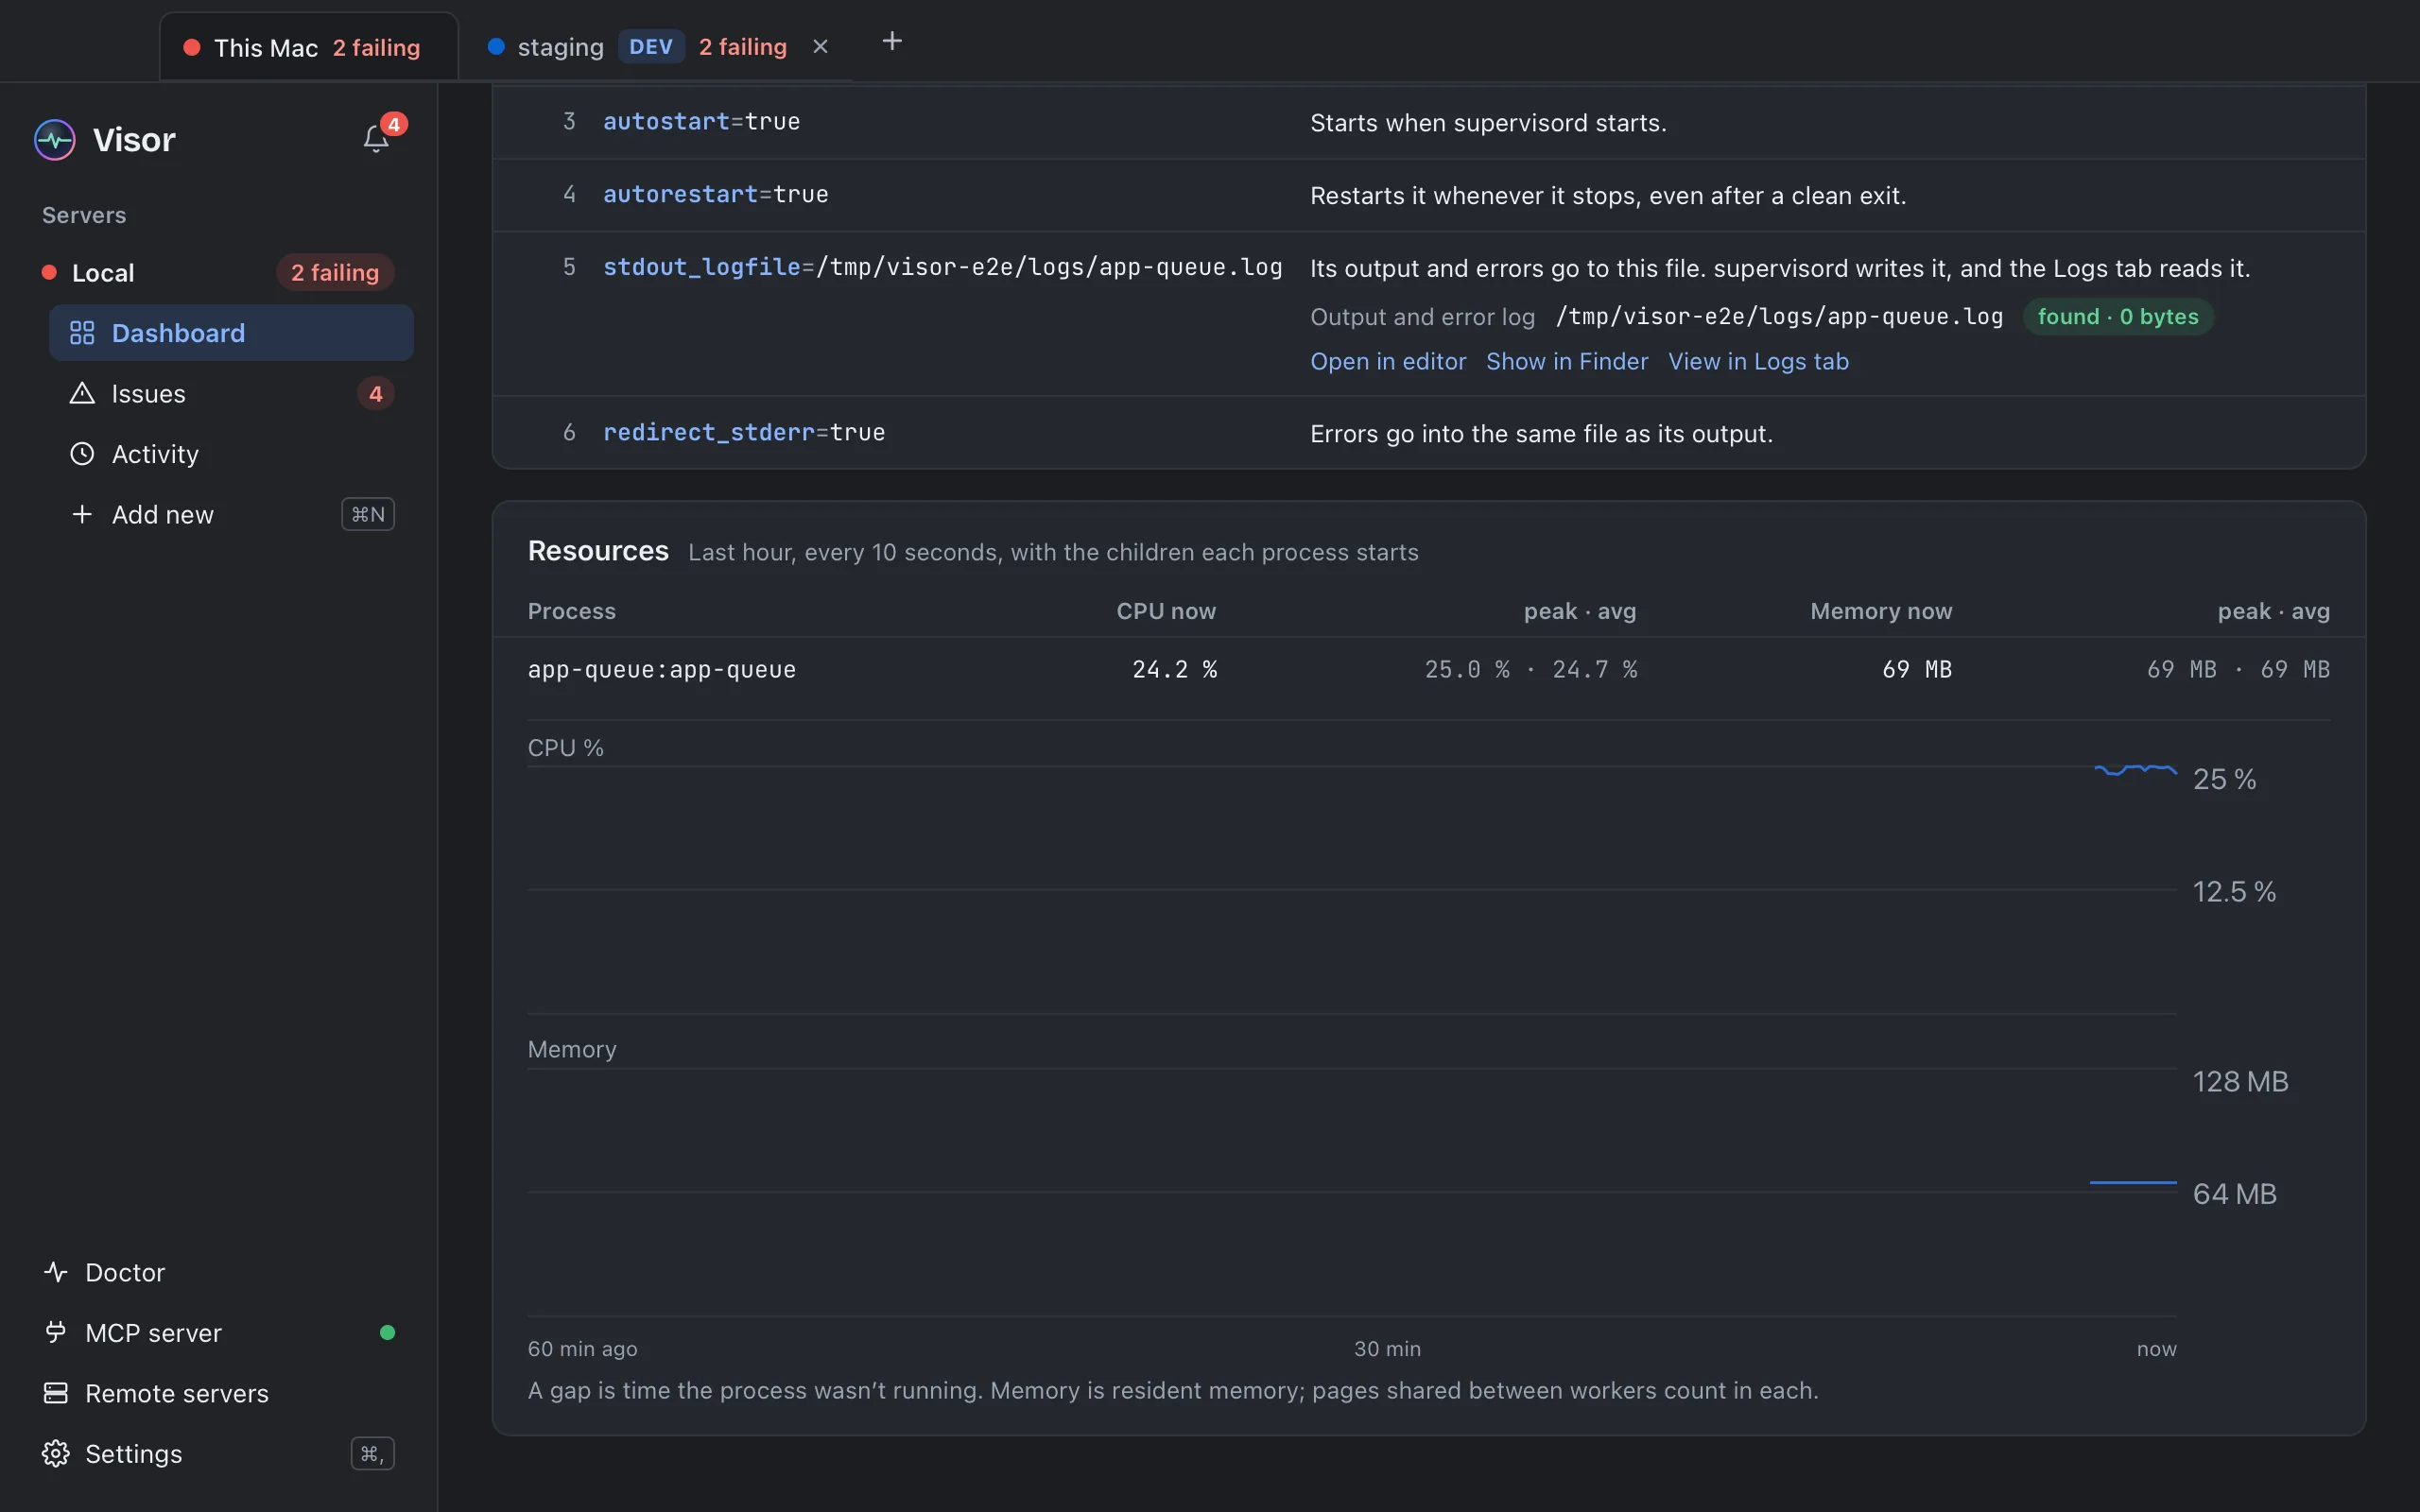 This Mac 2 failing
staging DEV 2 failing ×
+
Visor
4
Servers
Local 2 failing
Dashboard
Issues 4
Activity
Add new ⌘N
Doctor
MCP server
Remote servers
Settings ⌘,
3 autostart=true Starts when supervisord starts.
4 autorestart=true Restarts it whenever it stops, even after a clean exit.
5 stdout_logfile=/tmp/visor-e2e/logs/app-queue.log Its output and errors go to this file. supervisord writes it, and the Logs tab reads it.
Output and error log /tmp/visor-e2e/logs/app-queue.log found · 0 bytes
Open in editor Show in Finder View in Logs tab
6 redirect_stderr=true Errors go into the same file as its output.
Resources Last hour, every 10 seconds, with the children each process starts
Process CPU now peak · avg Memory now peak · avg
app-queue:app-queue 24.2 % 25.0 % · 24.7 % 69 MB 69 MB · 69 MB
CPU %
25 %
12.5 %
Memory
128 MB
64 MB
60 min ago 30 min now
A gap is time the process wasn’t running. Memory is resident memory; pages shared between workers count in each.